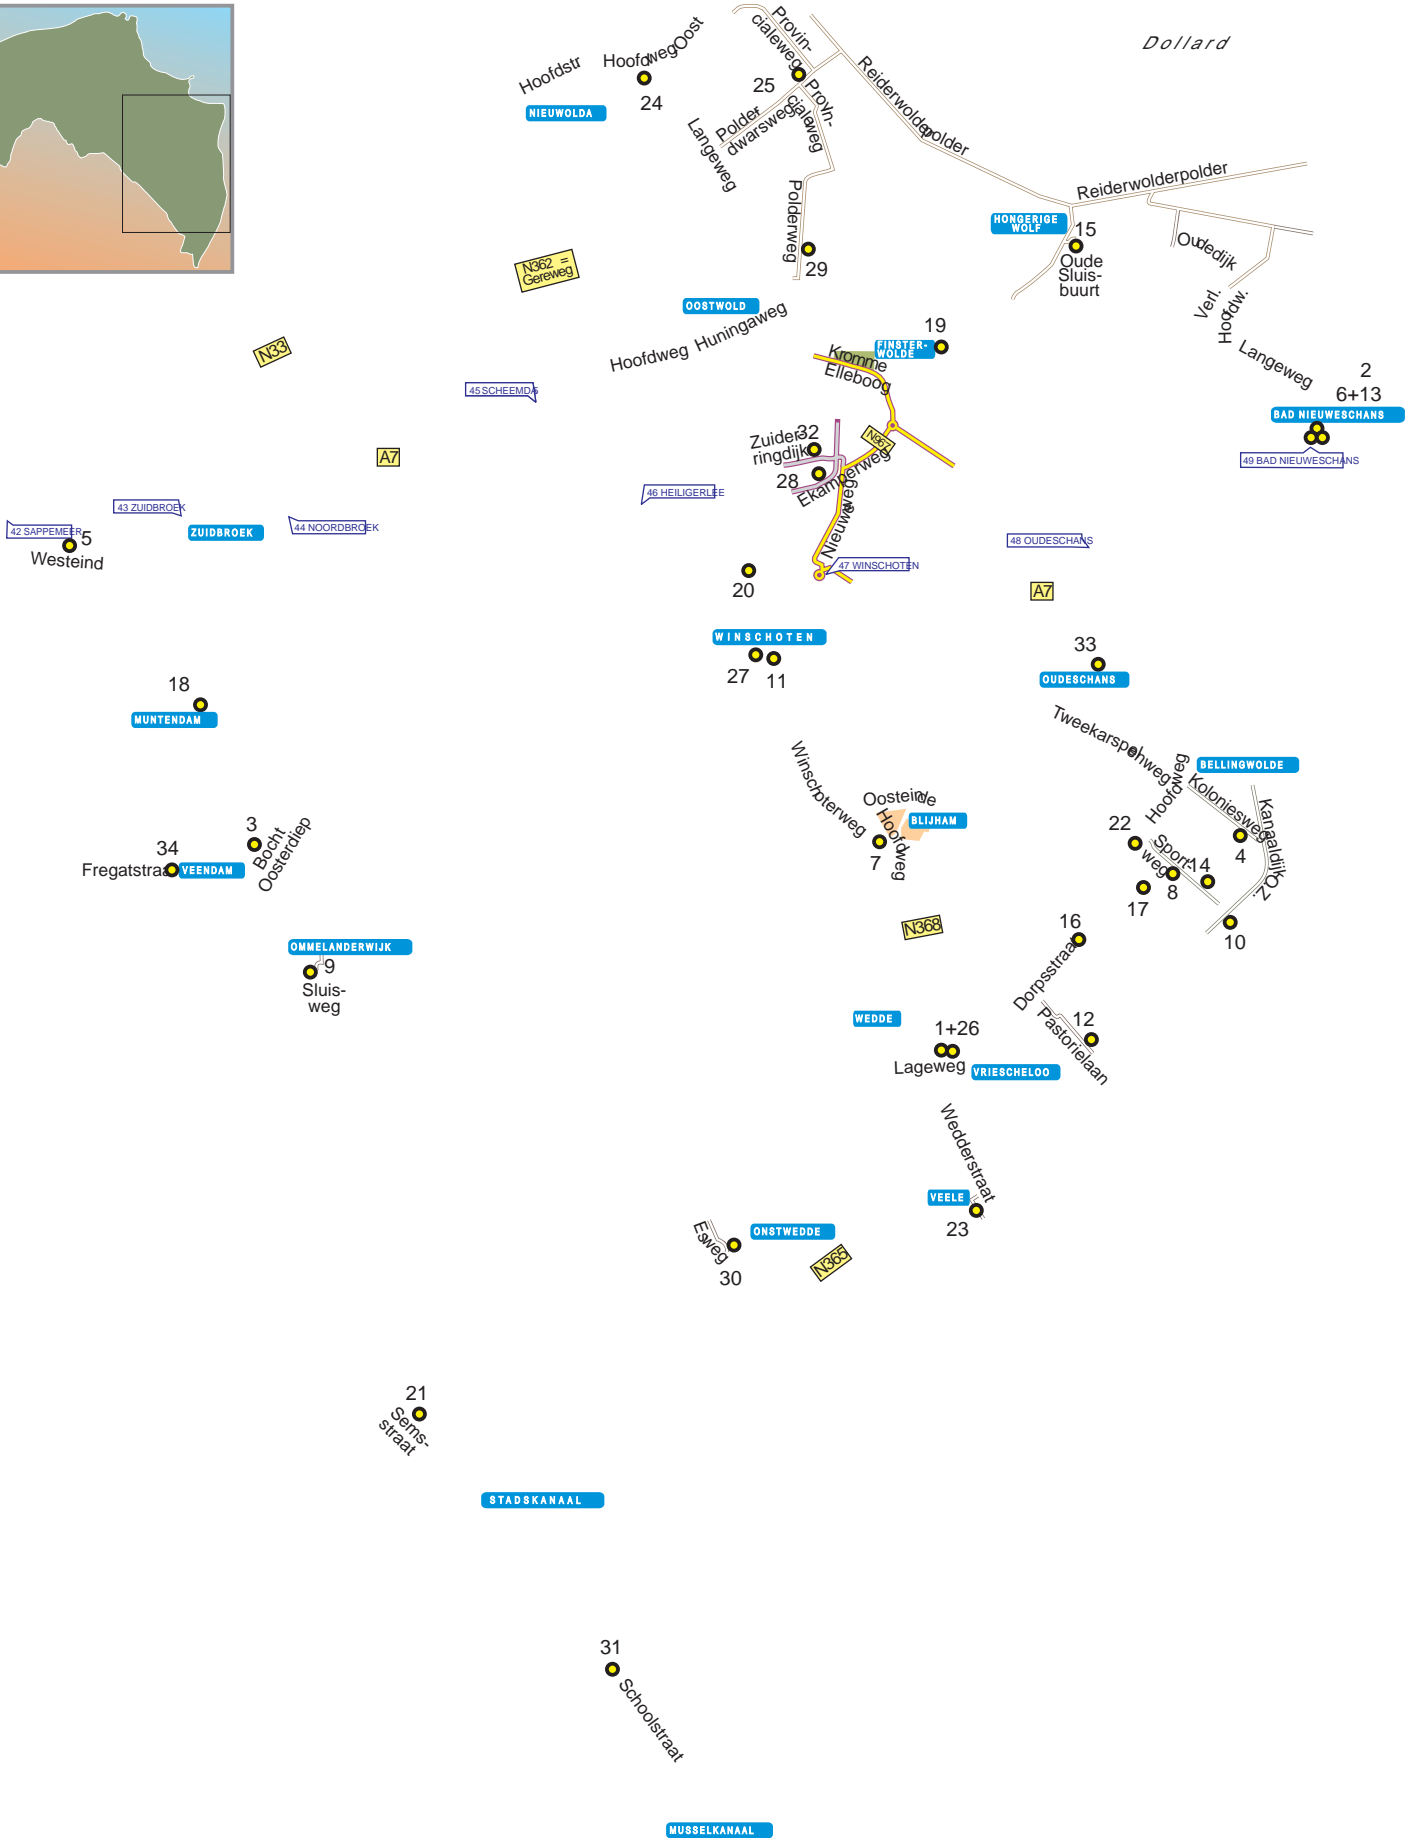 Dollard
Provin-
cialeweg
Hoofdstr
Hoofdweg Oost
24
25
NIEUWOLDA
Provin-
cialeweg
Polder
dwarsweg
Langeweg
Reiderwolderpolder
Reiderwolderpolder
Polderweg
29
HONGERIGE
WOLF
15
Oude
Sluis-
buurt
Oudedijk
Verl.
Hoofdw.
N362 =
Gereweg
OOSTWOLD
Hoofdweg
Huningaweg
N33
19
FINSTER-
WOLDE
Kromme
Elleboog
Langeweg
2
6+13
BAD NIEUWESCHANS
49 BAD NIEUWESCHANS
45 SCHEEMDA
A7
Zuider-
ringdijk
32
28
N967
Ekamperweg
Nieuweweg
46 HEILIGERLEE
43 ZUIDBROEK
42 SAPPEMEER
ZUIDBROEK
44 NOORDBROEK
5
Westeind
48 OUDESCHANS
47 WINSCHOTEN
20
A7
WINSCHOTEN
27
11
33
OUDESCHANS
18
MUNTENDAM
Tweekarspelenweg
Hoofdweg
BELLINGWOLDE
Koloniesweg
Kanaaldijk
O.Z.
Winschoterweg
Oosteinde
Hoofdweg
BLIJHAM
7
3
Bocht
Oosterdiep
34
Fregatstraat
VEENDAM
22
4
Sport-
weg
14
8
17
10
16
N368
Dorpsstraat
OMMELANDERWIJK
9
Sluis-
weg
WEDDE
1+26
Lageweg
VRIESCHELOO
12
Pastorielaan
Wedderstraat
VEELE
23
Esweg
ONSTWEDDE
30
N365
21
Sems-
straat
STADSKANAAL
31
Schoolstraat
MUSSELKANAAL